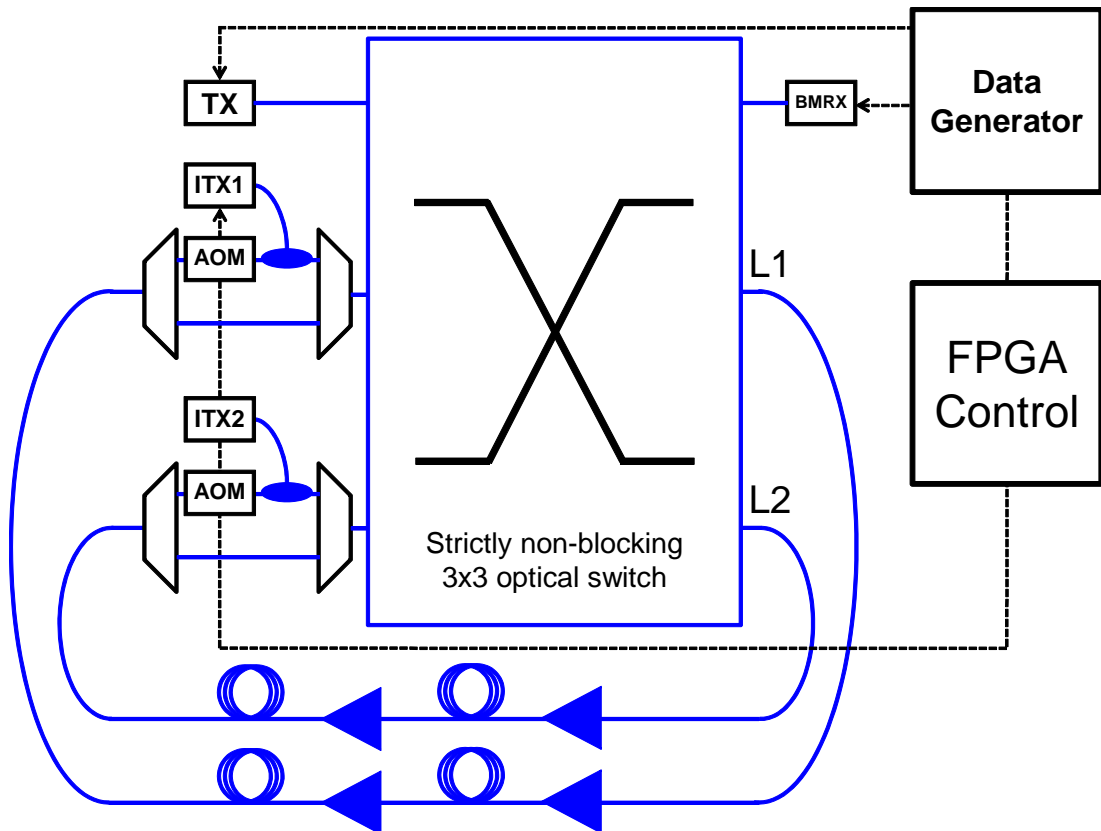 TX
BMRX
Data
Generator
ITX1
AOM
L1
FPGA
Control
ITX2
AOM
L2
Strictly non-blocking
3x3 optical switch